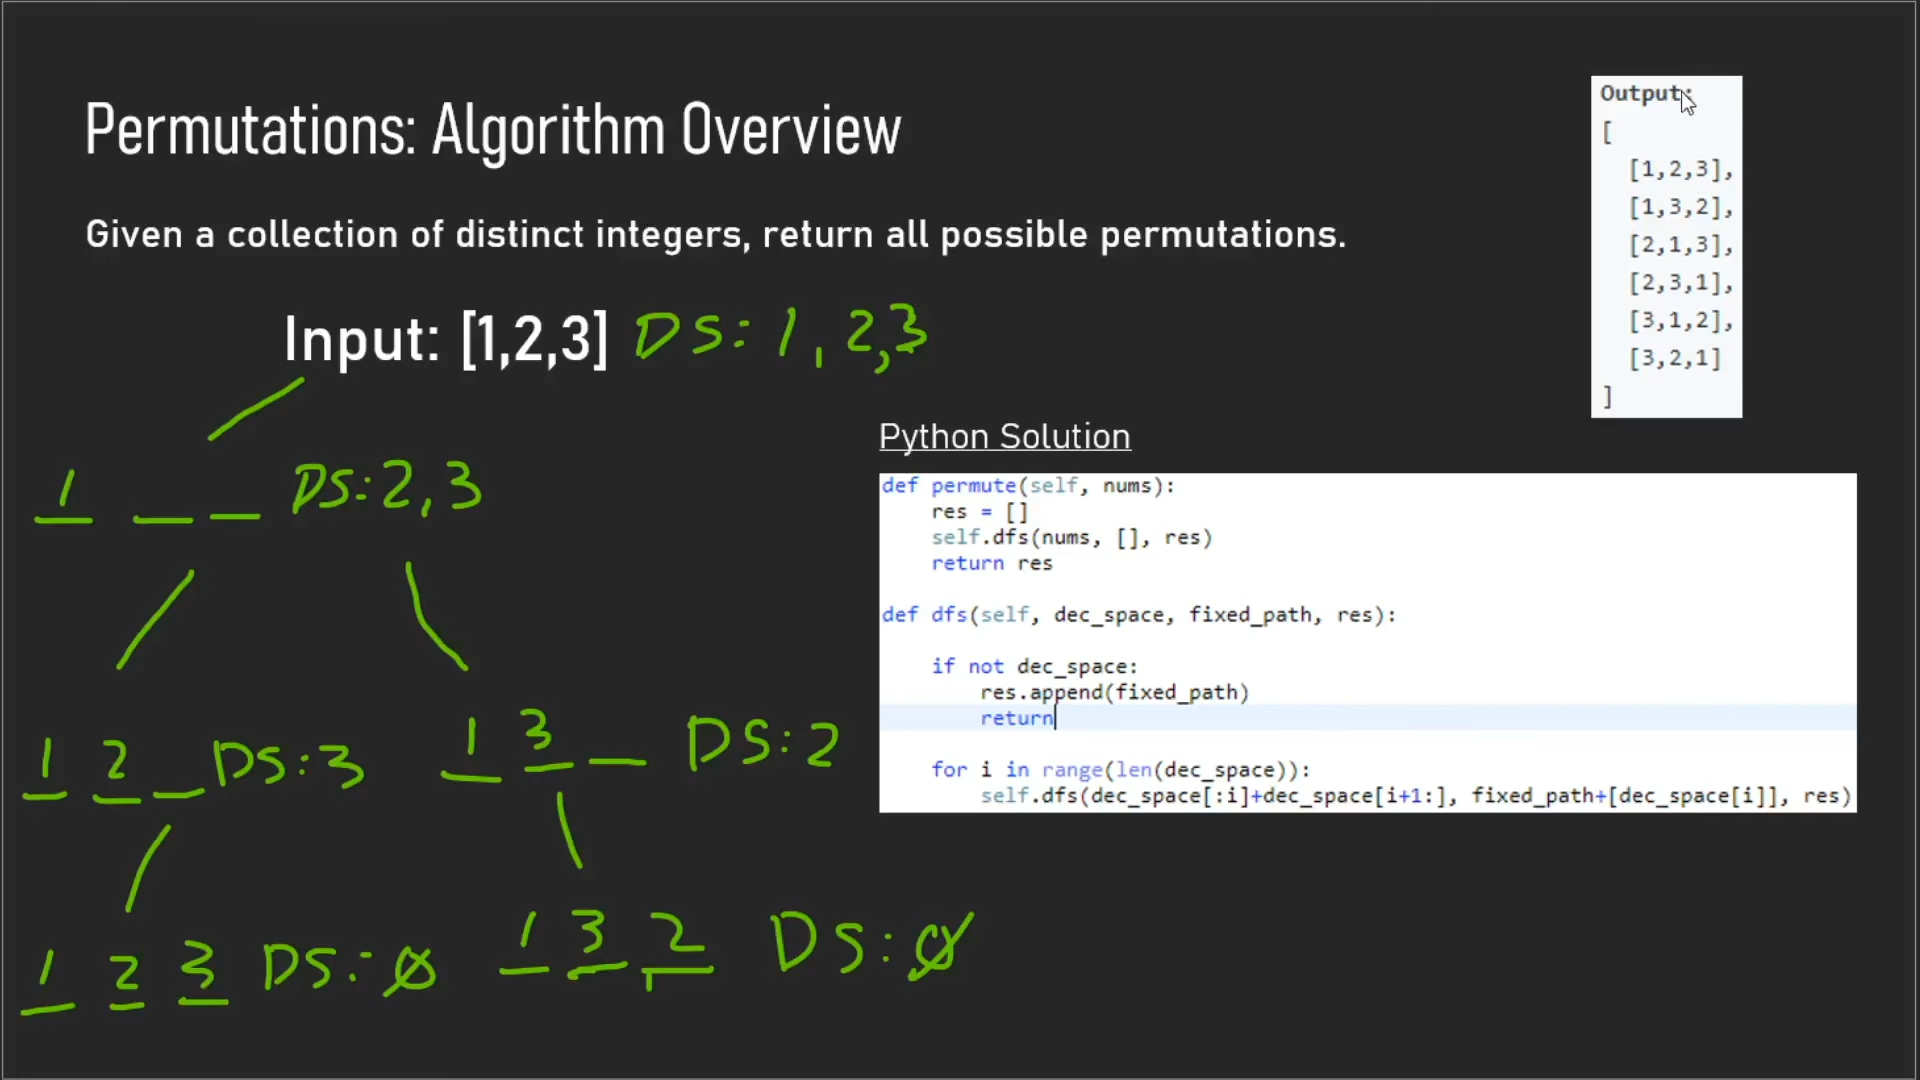 Permutations: Algorithm Overview
Given a collection of distinct integers, return all possible permutations.
Input: [1,2,3] DS: 1, 2,3
Output:
[
[1,2,3],
[1,3,2],
[2,1,3],
[2,3,1],
[3,1,2],
[3,2,1]
]
1 _ _ DS: 2, 3
1 2 _ DS: 3
1 3 _ DS: 2
1 2 3 DS: ∅
1 3 2 DS: ∅
Python Solution
def permute(self, nums):
    res = []
    self.dfs(nums, [], res)
    return res
def dfs(self, dec_space, fixed_path, res):
    if not dec_space:
        res.append(fixed_path)
        return
    for i in range(len(dec_space)):
        self.dfs(dec_space[:i]+dec_space[i+1:], fixed_path+[dec_space[i]], res)